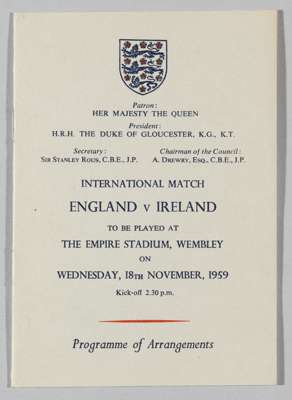 Patron:
HER MAJESTY THE QUEEN
President:
H.R.H. THE DUKE OF GLOUCESTER, K.G., K.T.
Secretary: Chairman of the Council:
SIR STANLEY ROUS, C.B.E., J.P. A. DREWRY, ESQ., C.B.E., J.P.
INTERNATIONAL MATCH
ENGLAND v IRELAND
TO BE PLAYED AT
THE EMPIRE STADIUM, WEMBLEY
ON
WEDNESDAY, 18TH NOVEMBER, 1959
Kick-off 2.30 p.m.
Programme of Arrangements